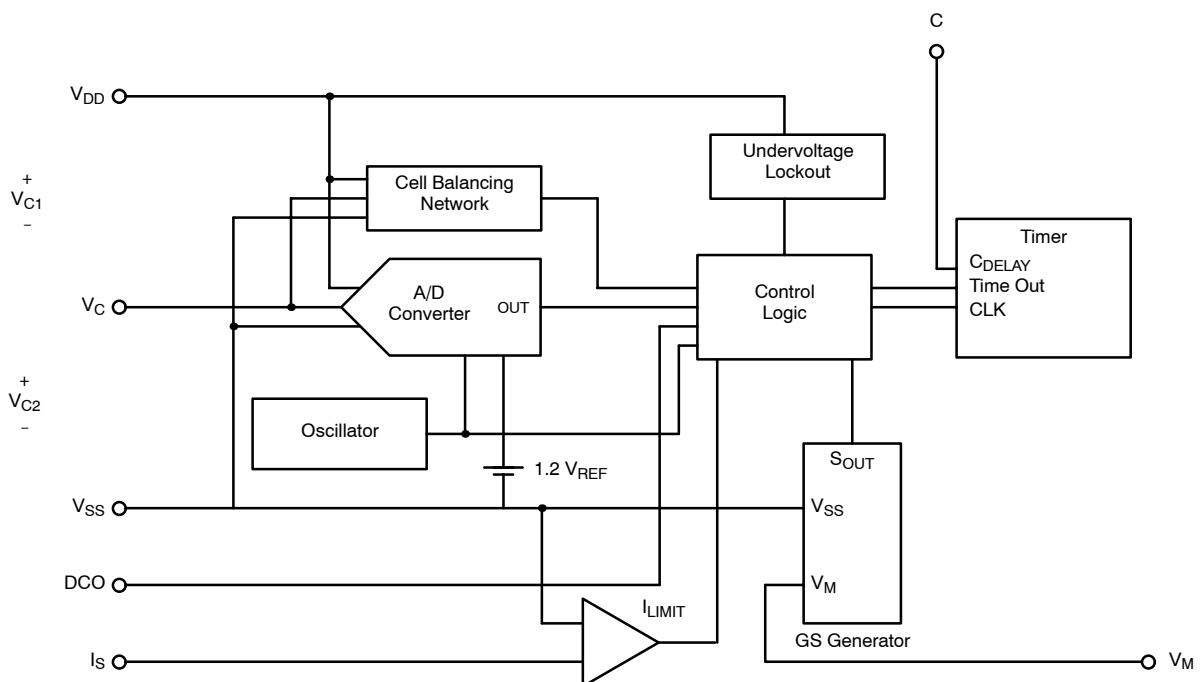 C
VDD
Undervoltage
Lockout
+
VC1
−
Cell Balancing
Network
Timer
CDELAY
Time Out
CLK
VC
A/D
Converter
OUT
Control
Logic
+
VC2
−
Oscillator
SOUT
1.2 VREF
VSS
VSS
DCO
VM
ILIMIT
GS Generator
IS
VM